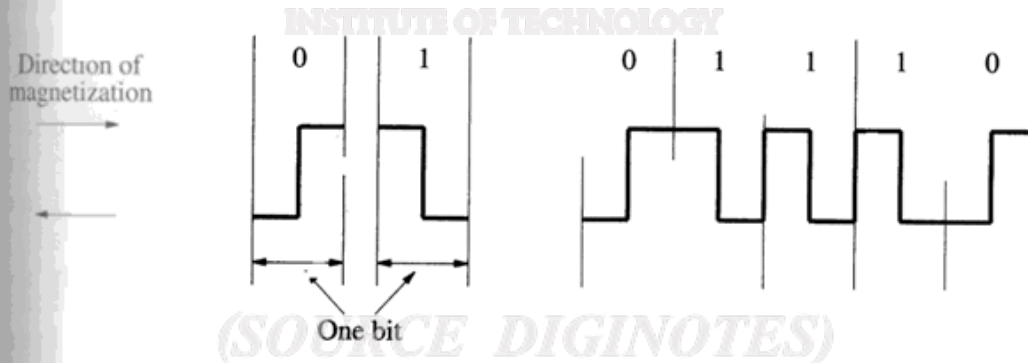 INSTITUTE OF TECHNOLOGY
0 1 0 1 1 1 0
Direction of
magnetization
One bit
(SOURCE DIGINOTES)